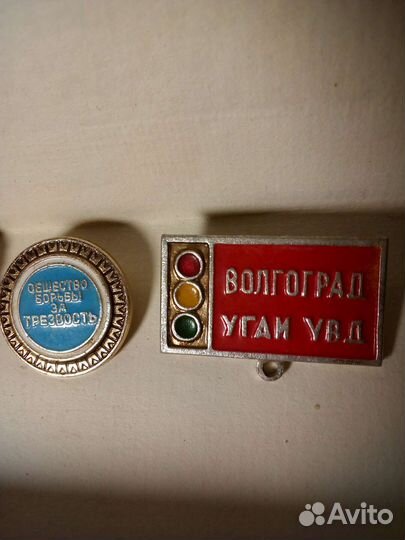 ОБЩЕСТВО
БОРЬБЫ
ЗА
ТРЕЗВОСТЬ
ВОЛГОГРАД
УГАИ УВД
Avito